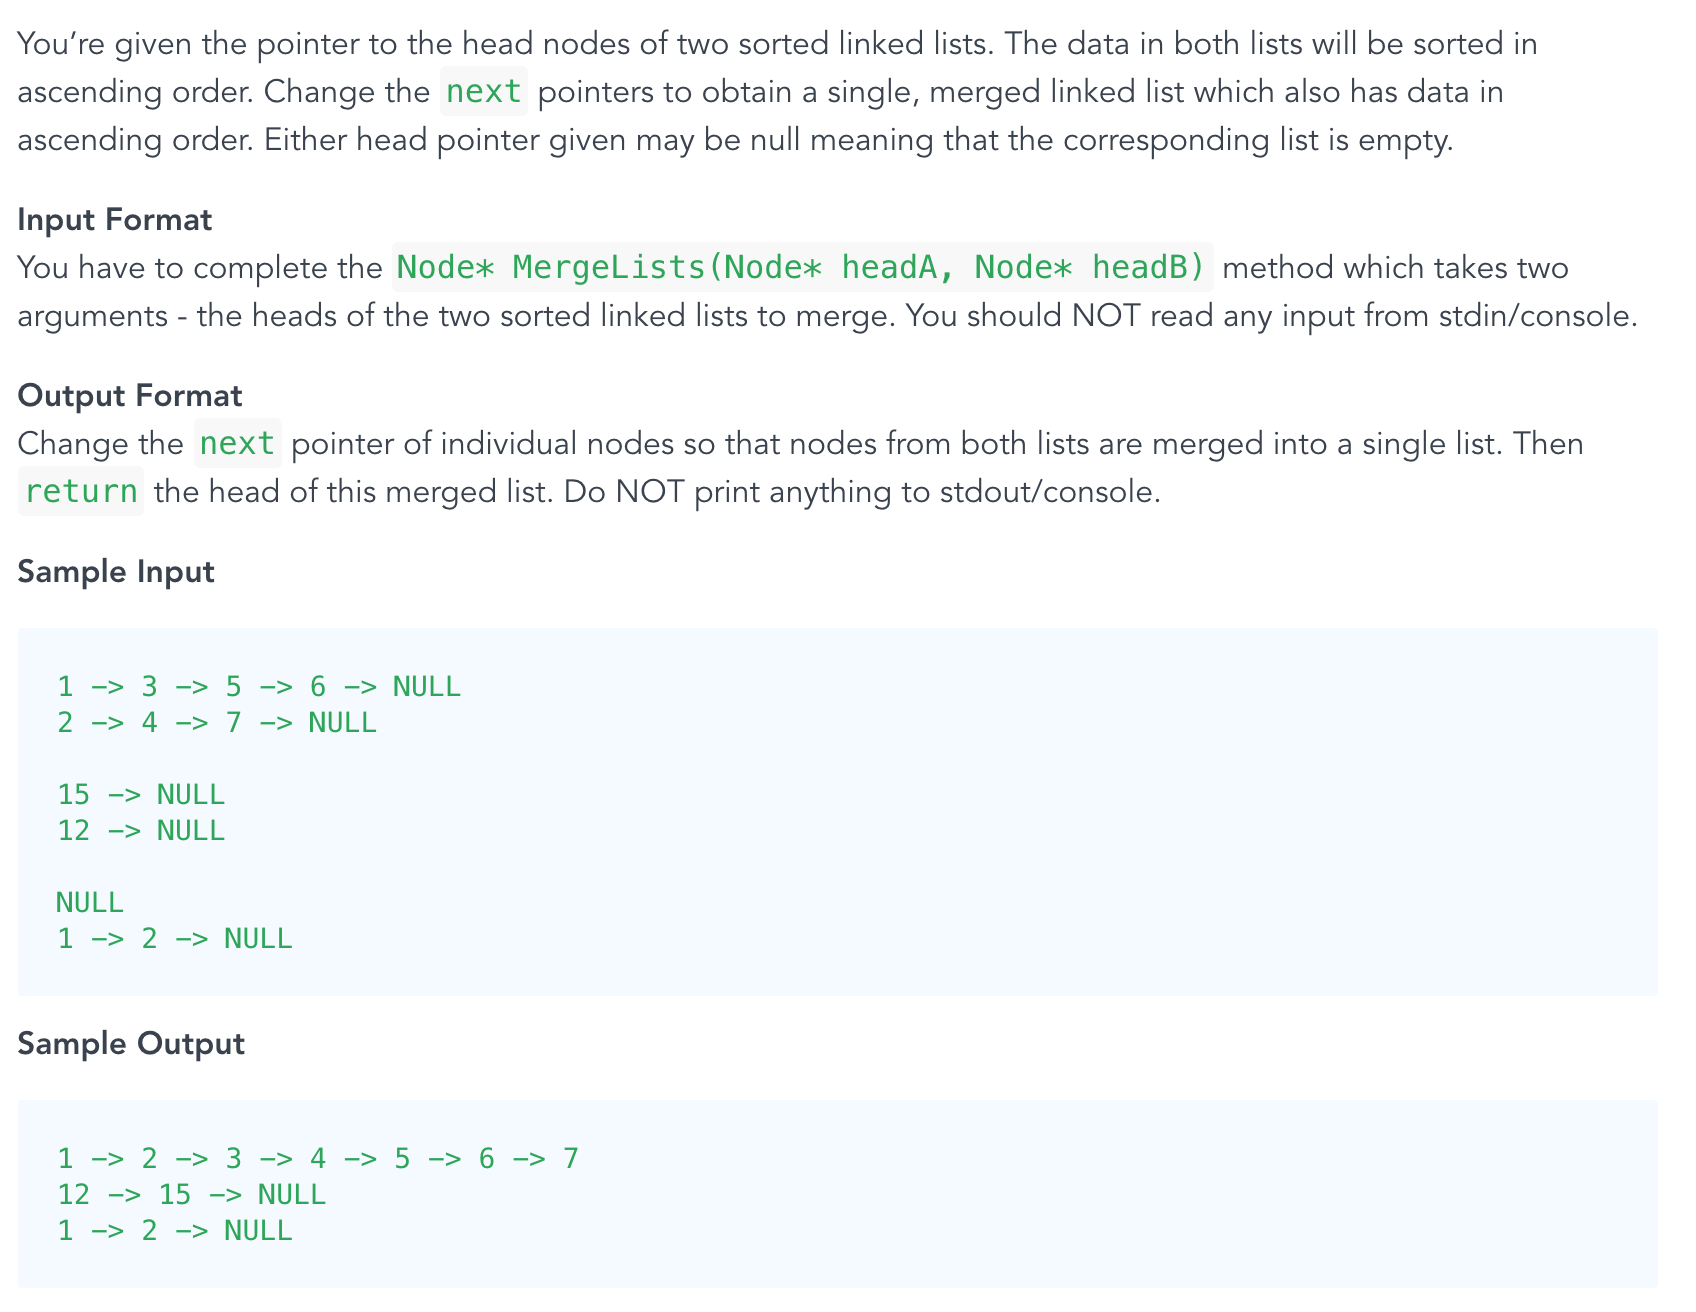 You’re given the pointer to the head nodes of two sorted linked lists. The data in both lists will be sorted in
ascending order. Change the next pointers to obtain a single, merged linked list which also has data in
ascending order. Either head pointer given may be null meaning that the corresponding list is empty.
Input Format
You have to complete the Node* MergeLists(Node* headA, Node* headB) method which takes two
arguments - the heads of the two sorted linked lists to merge. You should NOT read any input from stdin/console.
Output Format
Change the next pointer of individual nodes so that nodes from both lists are merged into a single list. Then
return the head of this merged list. Do NOT print anything to stdout/console.
Sample Input
1 -> 3 -> 5 -> 6 -> NULL
2 -> 4 -> 7 -> NULL
15 -> NULL
12 -> NULL
NULL
1 -> 2 -> NULL
Sample Output
1 -> 2 -> 3 -> 4 -> 5 -> 6 -> 7
12 -> 15 -> NULL
1 -> 2 -> NULL